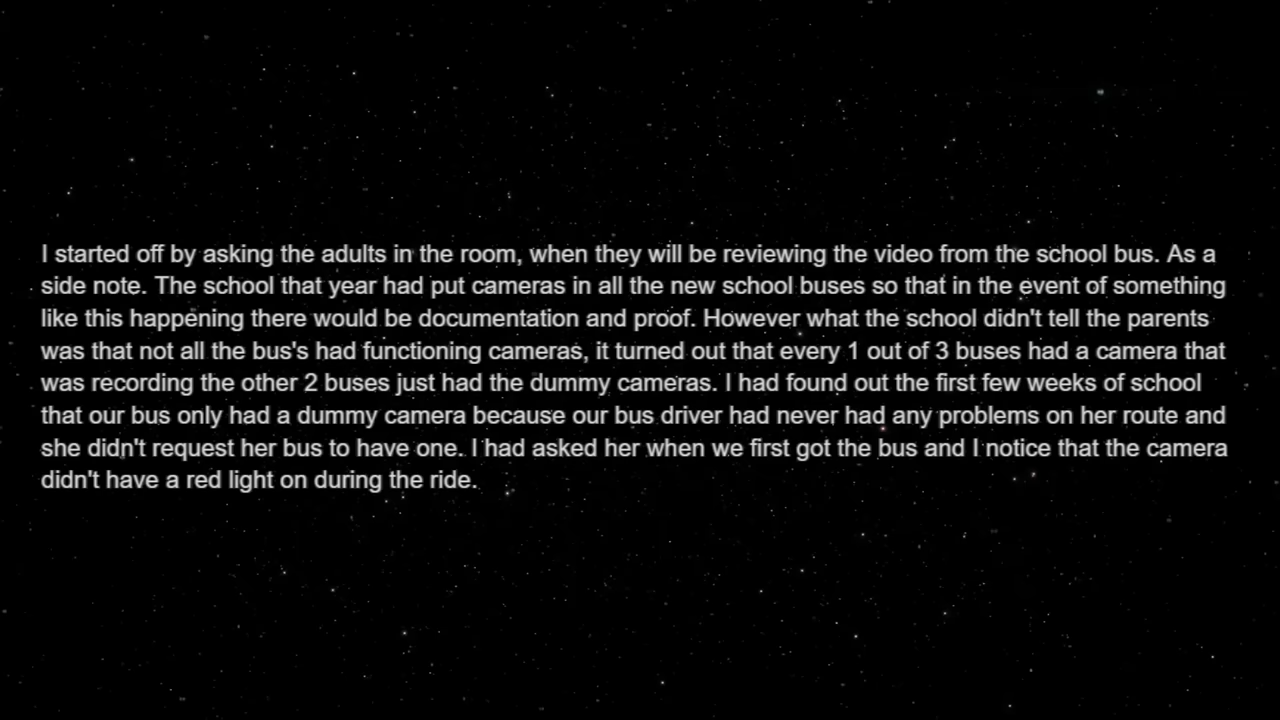 I started off by asking the adults in the room, when they will be reviewing the video from the school bus. As a
side note. The school that year had put cameras in all the new school buses so that in the event of something
like this happening there would be documentation and proof. However what the school didn't tell the parents
was that not all the bus's had functioning cameras, it turned out that every 1 out of 3 buses had a camera that
was recording the other 2 buses just had the dummy cameras. I had found out the first few weeks of school
that our bus only had a dummy camera because our bus driver had never had any problems on her route and
she didn't request her bus to have one. I had asked her when we first got the bus and I notice that the camera
didn't have a red light on during the ride.